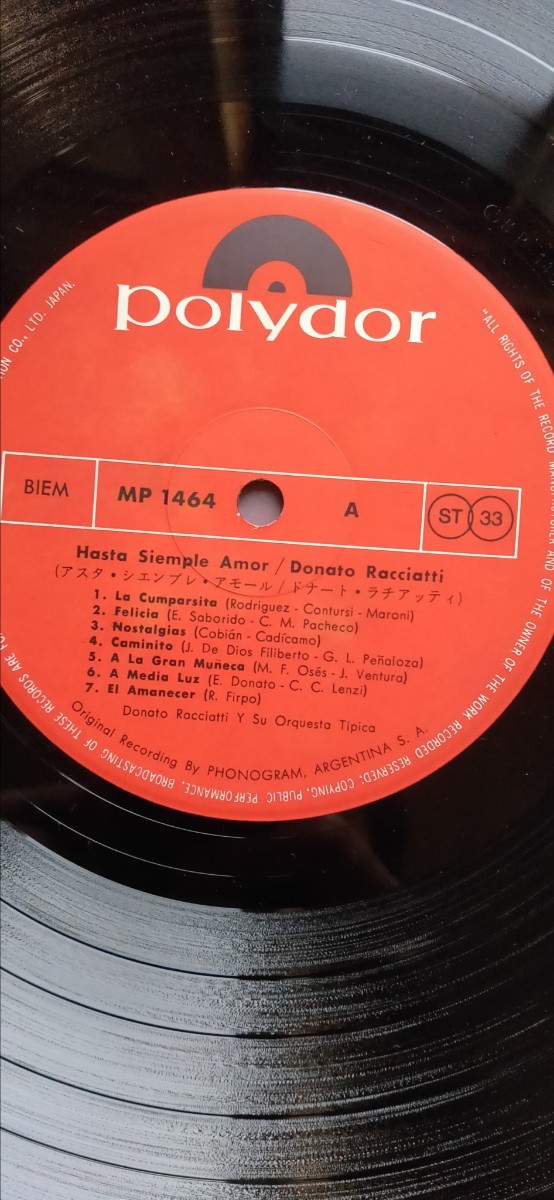 polydor
BIEM
MP 1464
A
ST 33
Hasta Siemple Amor / Donato Racciatti
(アスタ・シエンプレ・アモール / ドナート・ラチアッティ)
1. La Cumparsita (Rodriguez - Contursi - Maroni)
2. Felicia (E. Saborido - C. M. Pacheco)
3. Nostalgias (Cobián - Cadícamo)
4. Caminito (J. De Dios Filiberto - G. L. Peñaloza)
5. A La Gran Muñeca (M. F. Osés - J. Ventura)
6. A Media Luz (E. Donato - C. C. Lenzi)
7. El Amanecer (R. Firpo)
Donato Racciatti Y Su Orquesta Tipica
Original Recording By PHONOGRAM, ARGENTINA S. A.
CO., LTD. JAPAN.
"ALL RIGHTS OF THE RECORD AND OF THE OWNER OF THE WORK RECORDED RESERVED; COPYING, PUBLIC PERFORMANCE, BROADCASTING OF THESE RECORDS ARE